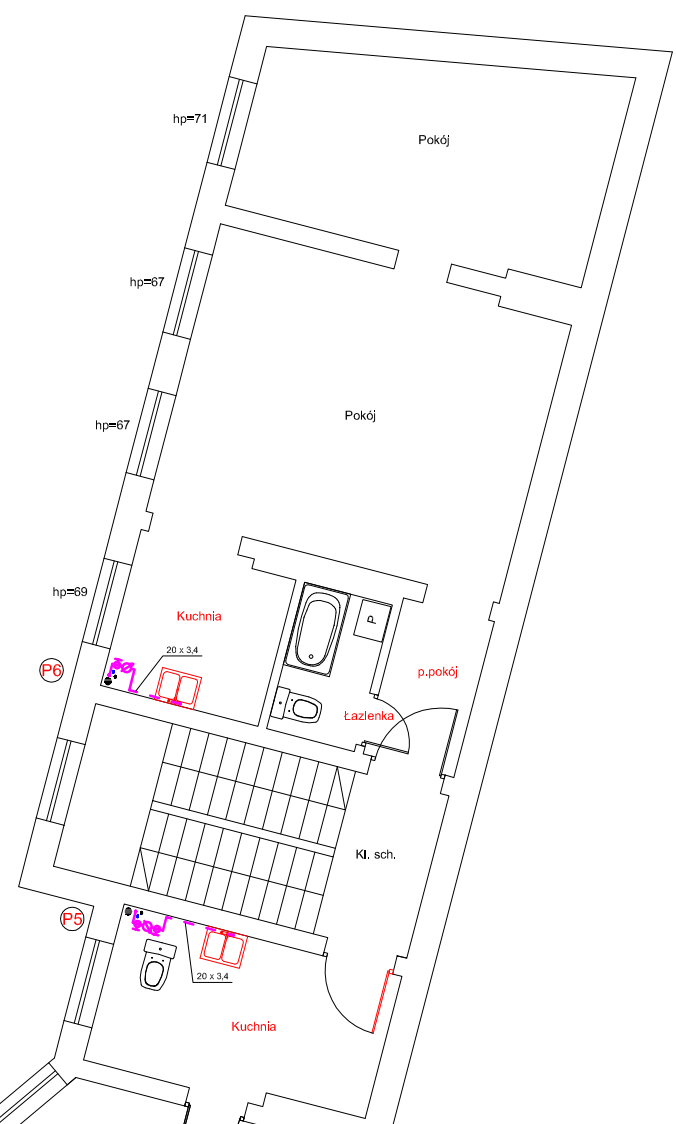 hp=71
Pokój
hp=67
Pokój
hp=67
hp=69
Kuchnia
P
20 x 3,4
P6
p.pokój
Łazienka
Kl. sch.
P5
20 x 3,4
Kuchnia